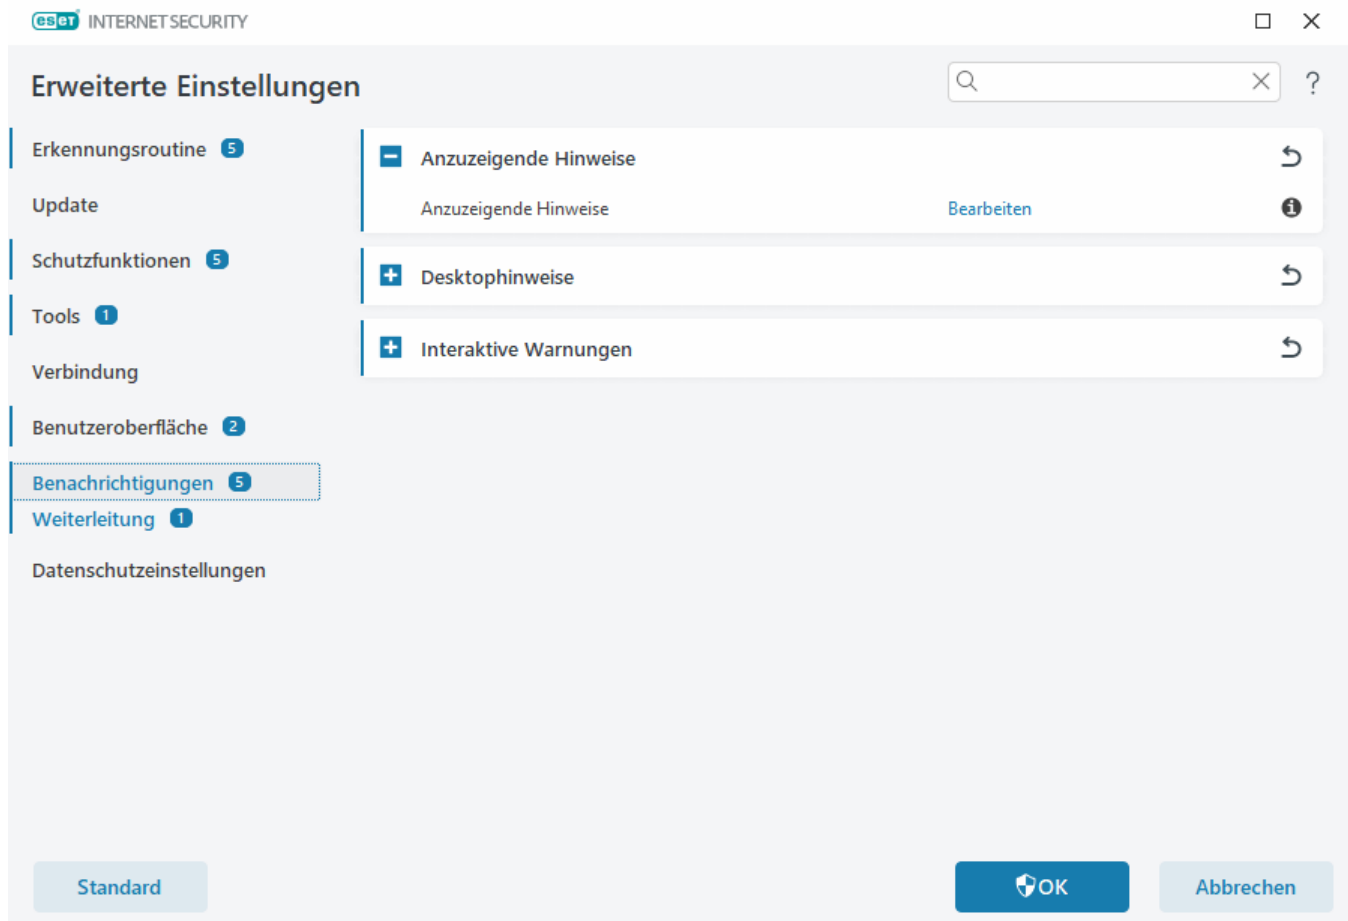 eset INTERNET SECURITY
Erweiterte Einstellungen
?
Erkennungsroutine 5
Update
Schutzfunktionen 5
Tools 1
Verbindung
Benutzeroberfläche 2
Benachrichtigungen 5
Weiterleitung 1
Datenschutzeinstellungen
Anzuzeigende Hinweise
Anzuzeigende Hinweise Bearbeiten
Desktophinweise
Interaktive Warnungen
Standard
OK
Abbrechen